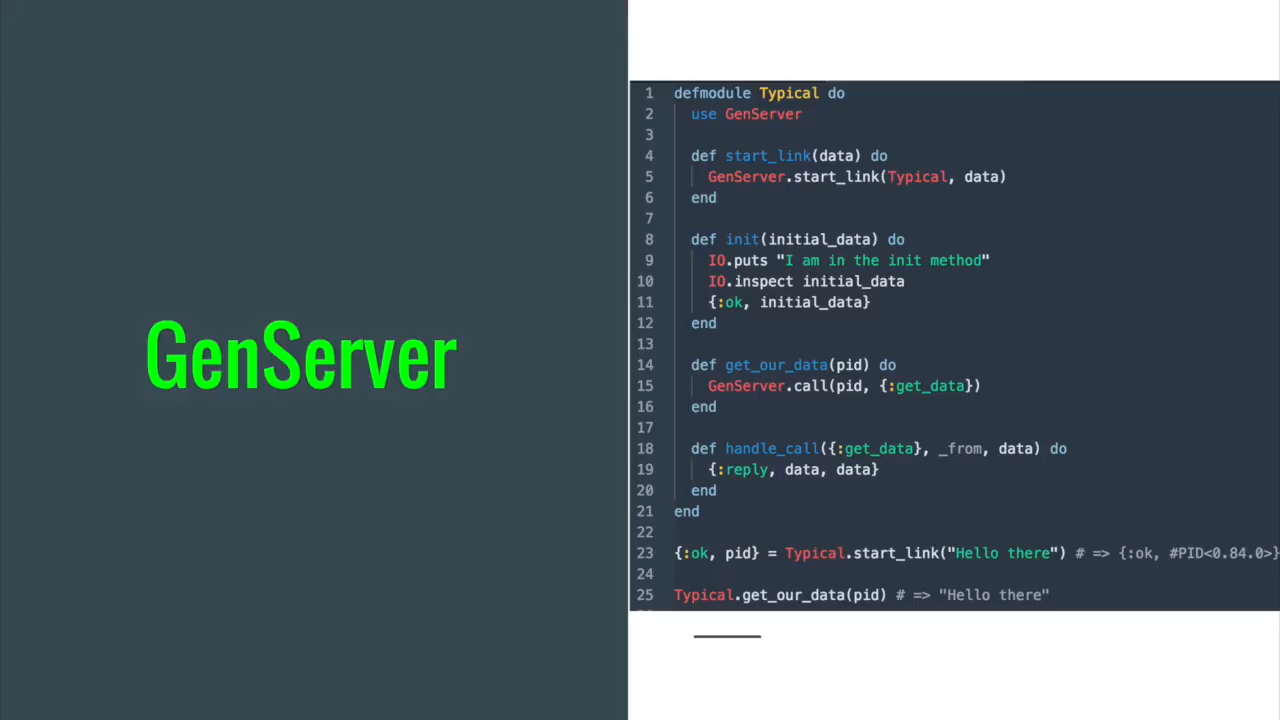 GenServer
1 defmodule Typical do
2 use GenServer
3
4 def start_link(data) do
5 GenServer.start_link(Typical, data)
6 end
7
8 def init(initial_data) do
9 IO.puts "I am in the init method"
10 IO.inspect initial_data
11 {:ok, initial_data}
12 end
13
14 def get_our_data(pid) do
15 GenServer.call(pid, {:get_data})
16 end
17
18 def handle_call({:get_data}, _from, data) do
19 {:reply, data, data}
20 end
21 end
22
23 {:ok, pid} = Typical.start_link("Hello there") # => {:ok, #PID<0.84.0>}
24
25 Typical.get_our_data(pid) # => "Hello there"